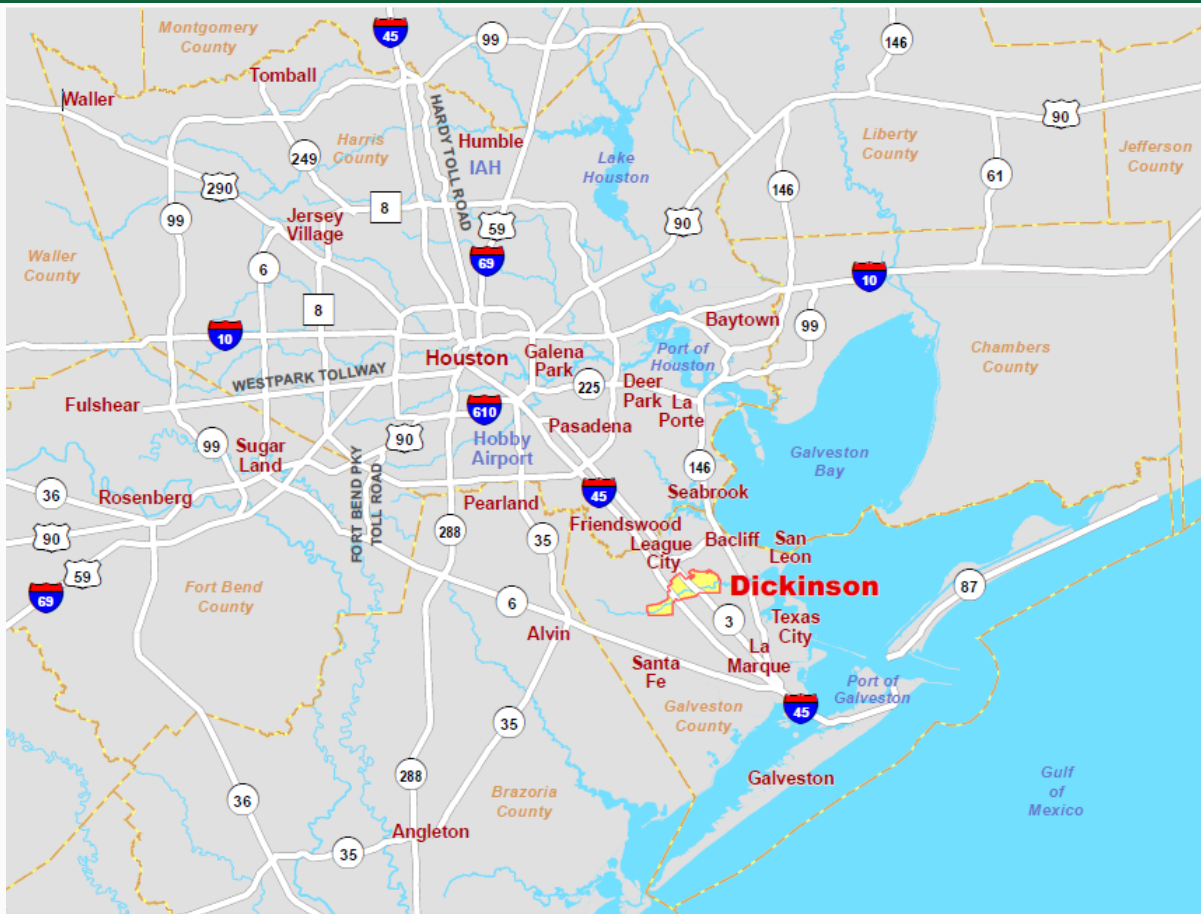 Montgomery
County
45
99
146
Tomball
Waller
HARDY TOLL ROAD
90
Harris
County
Humble
IAH
249
Lake
Houston
Liberty
County
Jefferson
County
61
290
146
99
8
Jersey
Village
59
90
Waller
County
6
69
10
8
10
Baytown
99
Houston
Galena
Park
Port of
Houston
Chambers
County
WESTPARK TOLLWAY
225
Deer
Park
La
Porte
Fulshear
610
Pasadena
90
Hobby
Airport
99
Sugar
Land
Galveston
Bay
146
FORT BEND PKY
TOLL ROAD
36
Rosenberg
Pearland
45
Seabrook
90
288
35
Friendswood
League
City
Bacliff
San
Leon
59
69
Fort Bend
County
Dickinson
87
6
Alvin
3
Texas
City
La
Marque
Santa
Fe
Port of
Galveston
Galveston
County
45
35
288
Galveston
Gulf
of
Mexico
36
Brazoria
County
Angleton
35